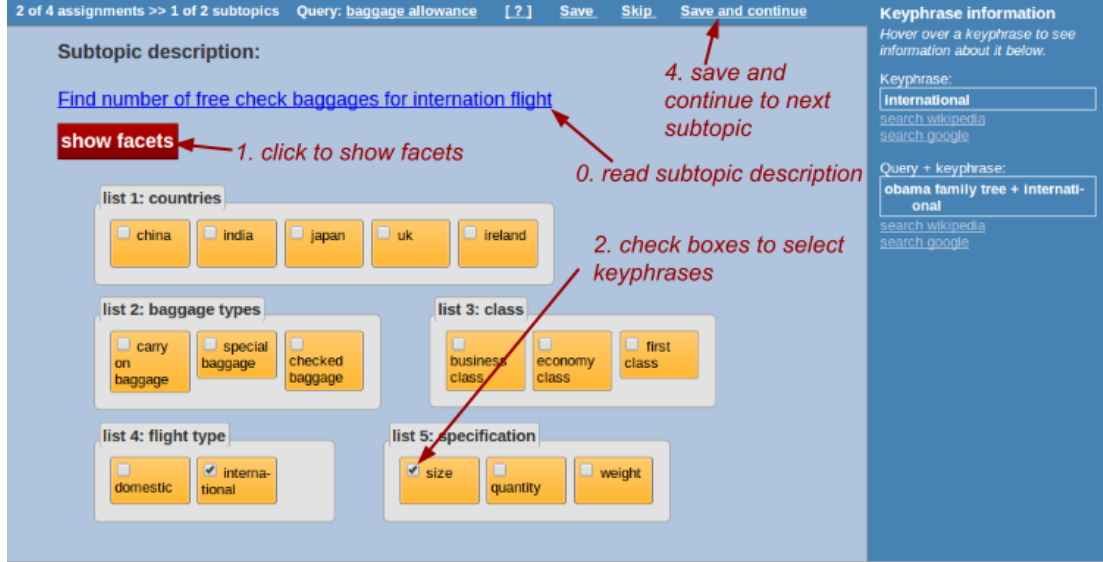 2 of 4 assignments >> 1 of 2 subtopics Query: baggage allowance [ ? ] Save Skip Save and continue
Subtopic description:
Find number of free check baggages for internation flight
show facets
1. click to show facets
4. save and
continue to next
subtopic
0. read subtopic description
2. check boxes to select
keyphrases
list 1: countries
china india japan uk ireland
list 2: baggage types
carry
on
baggage
special
baggage
checked
baggage
list 3: class
business
class
economy
class
first
class
list 4: flight type
domestic
interna-
tional
list 5: specification
size
quantity
weight
Keyphrase information
Hover over a keyphrase to see
information about it below.
Keyphrase:
international
search wikipedia
search google
Query + keyphrase:
obama family tree + internati-
onal
search wikipedia
search google